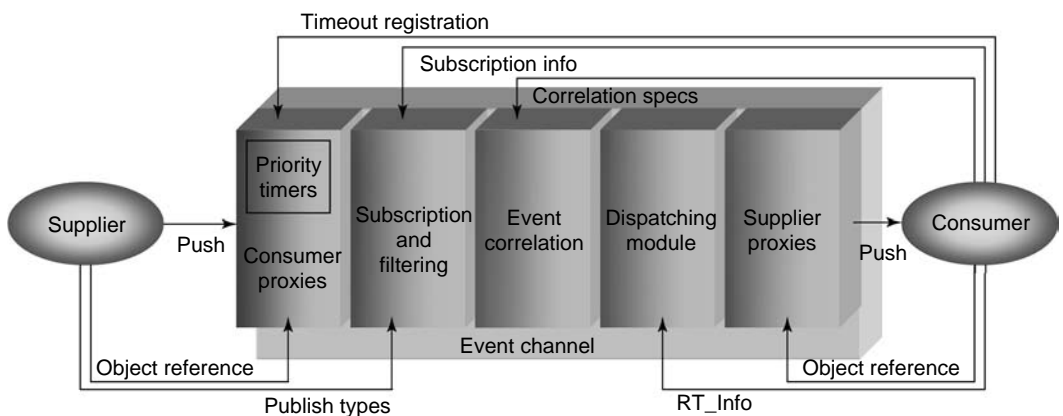 Timeout registration
Subscription info
Correlation specs
Priority
timers
Consumer
proxies
Subscription
and
filtering
Event
correlation
Dispatching
module
Supplier
proxies
Supplier
Push
Consumer
Push
Event channel
Object reference
Publish types
Object reference
RT_Info